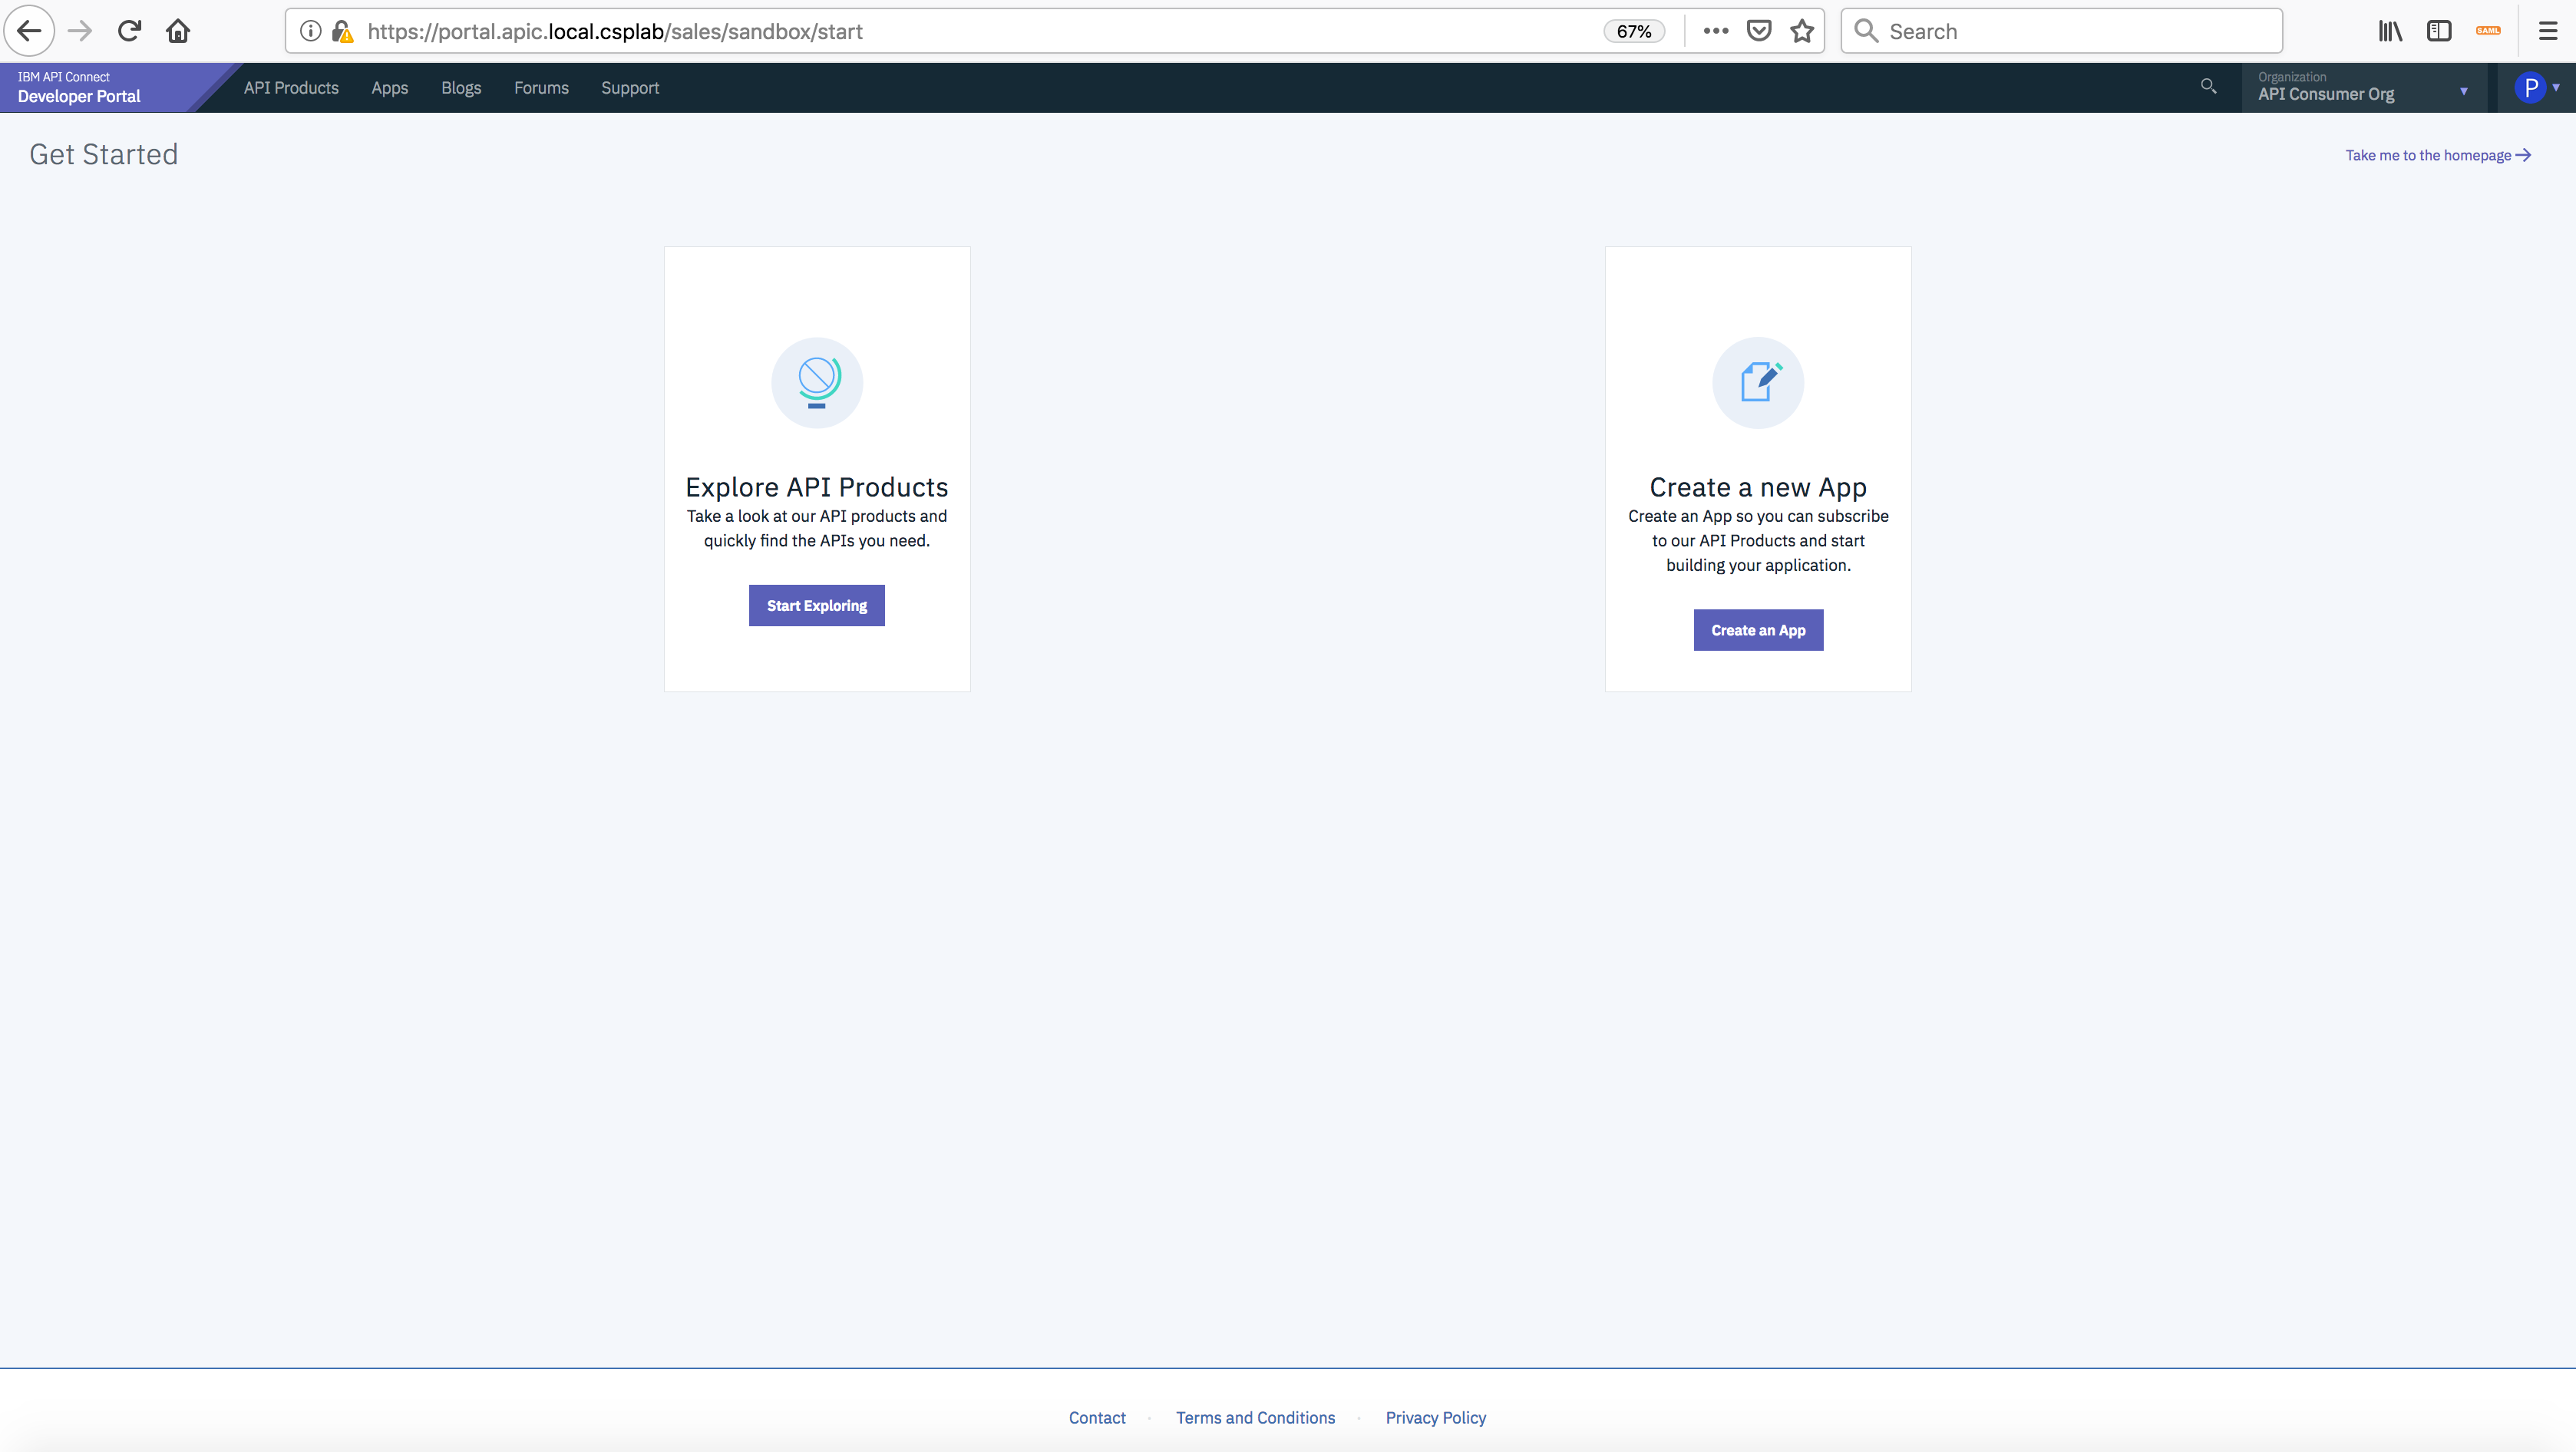 https://portal.apic.local.csplab/sales/sandbox/start
67%
Search
SAML
IBM API Connect
Developer Portal
API Products
Apps
Blogs
Forums
Support
Organization
API Consumer Org
P
Get Started
Take me to the homepage
Explore API Products
Take a look at our API products and
quickly find the APIs you need.
Start Exploring
Create a new App
Create an App so you can subscribe
to our API Products and start
building your application.
Create an App
Contact
Terms and Conditions
Privacy Policy